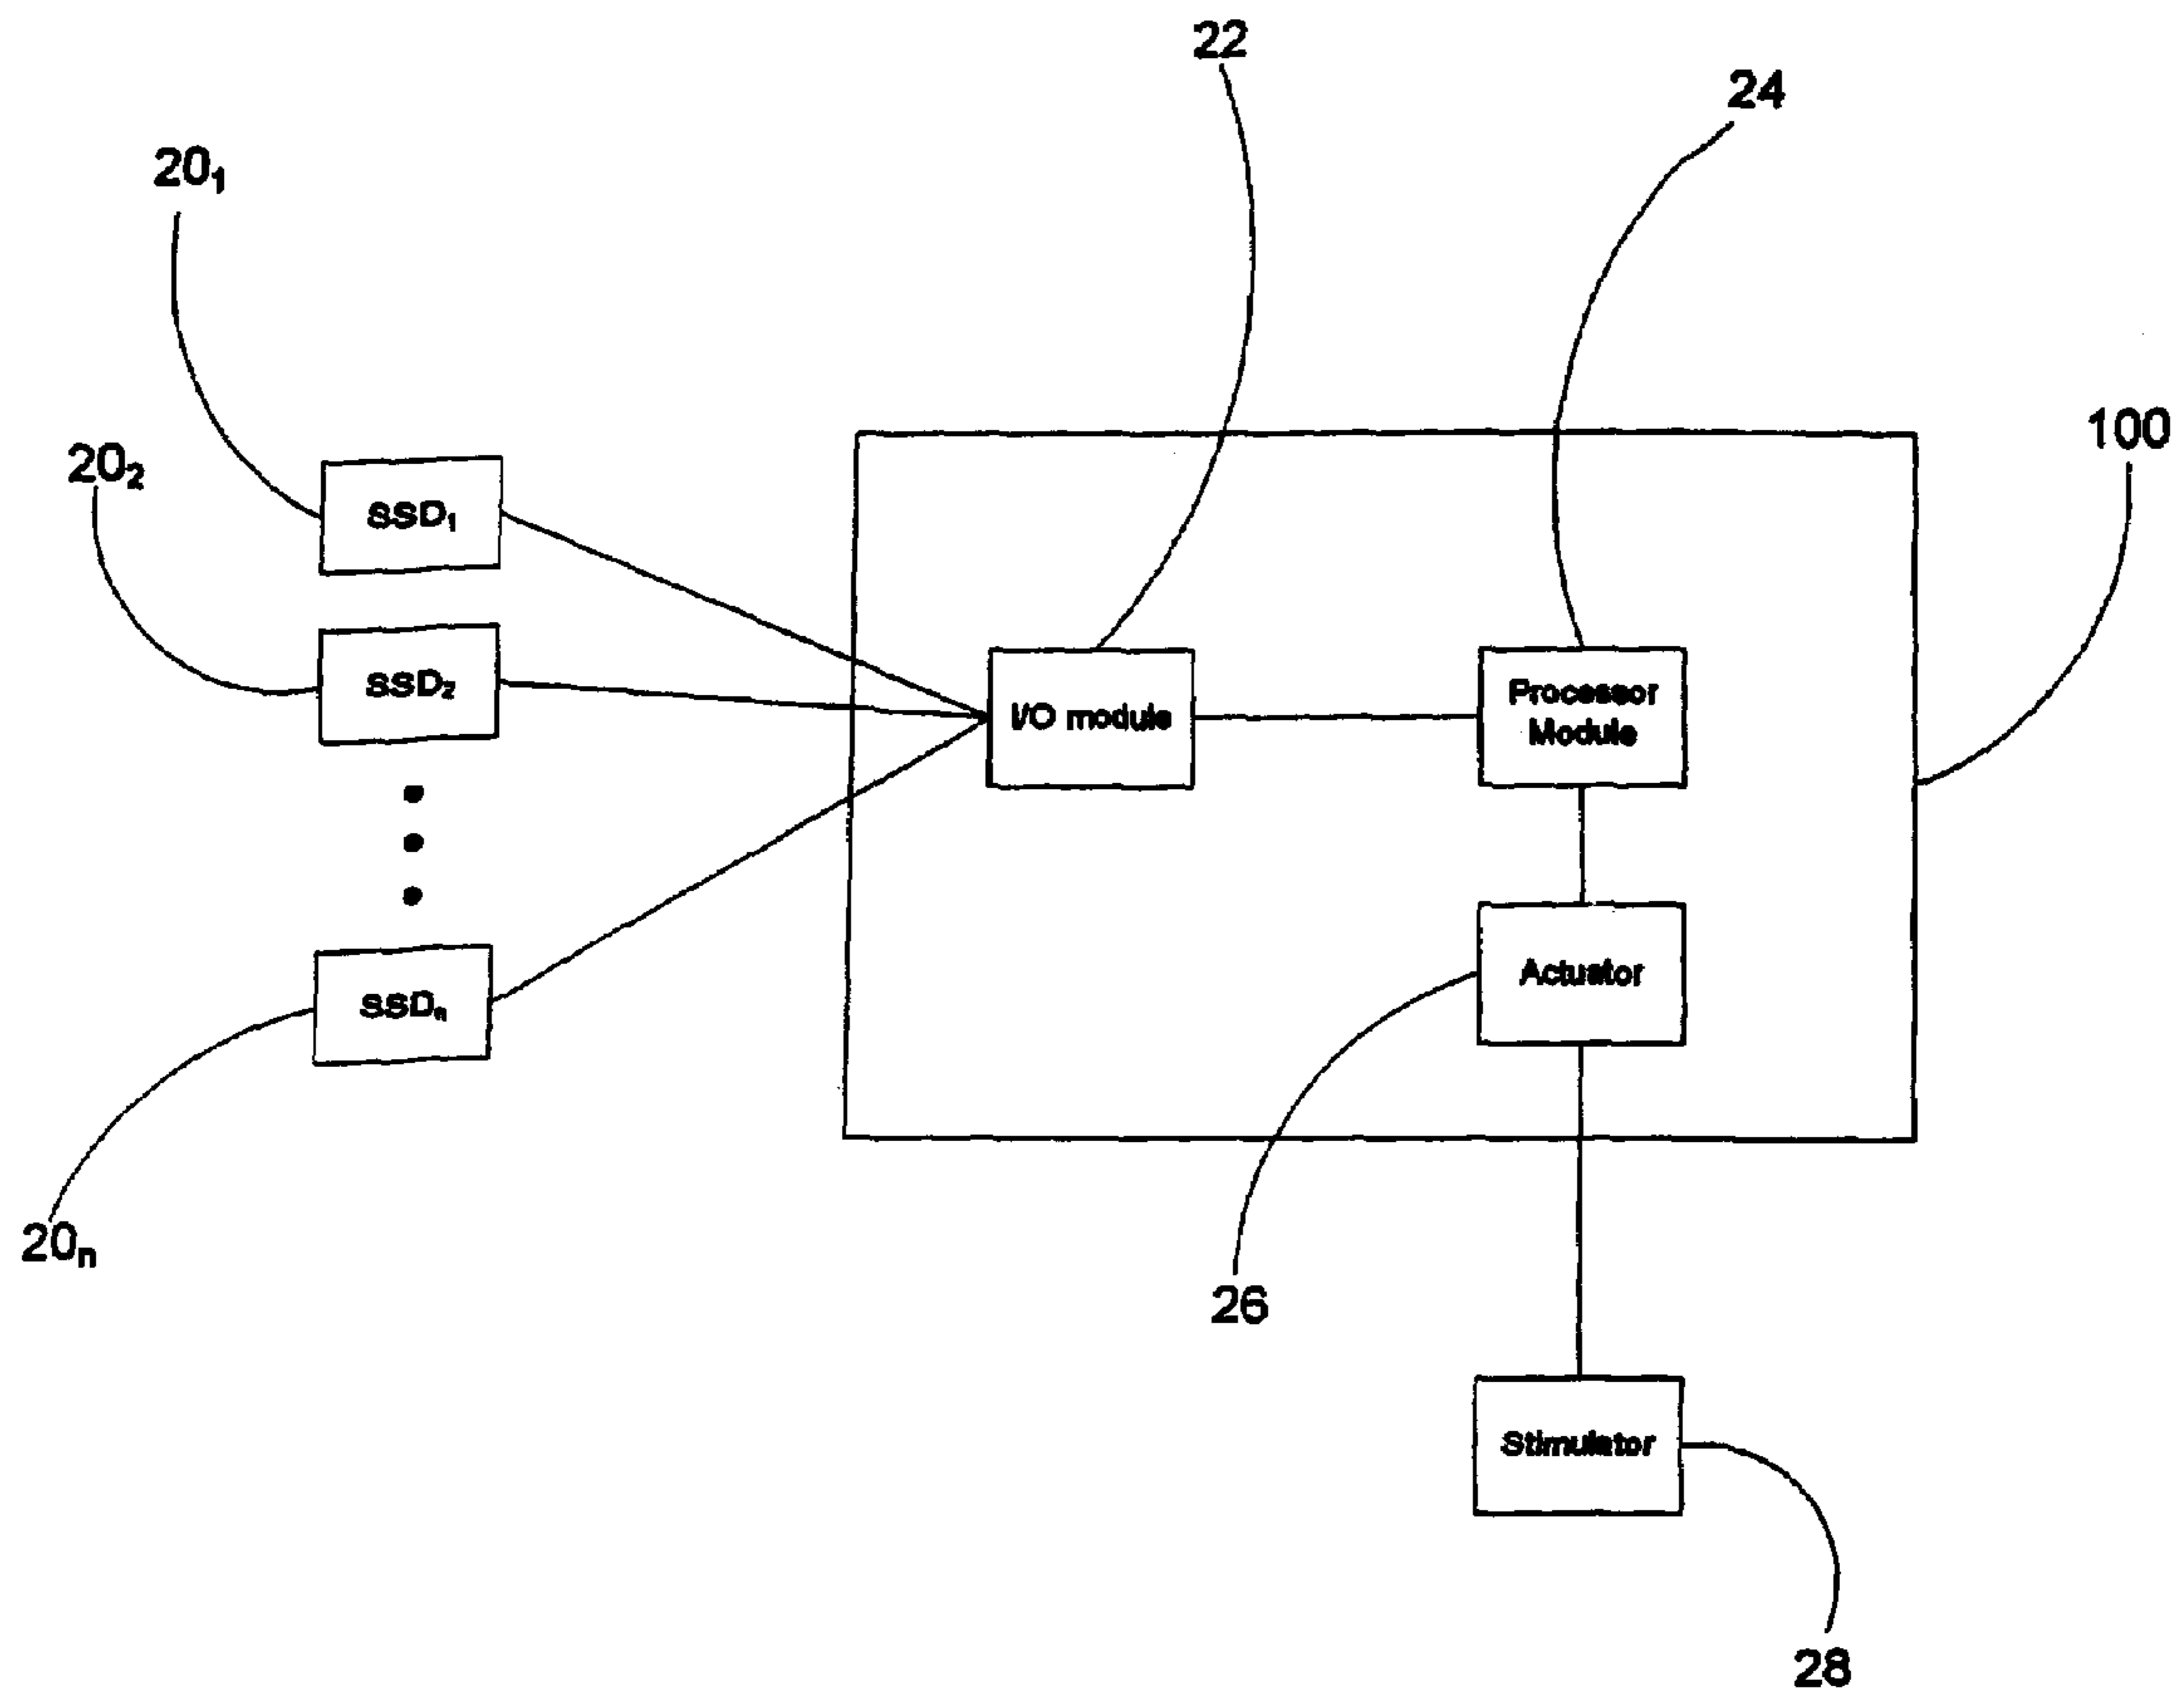 22
24
20₁
100
20₂
SSD₁
SSD₂
I/O module
Processor
Module
Actuator
SSDₙ
20ₙ
26
Stimulator
28